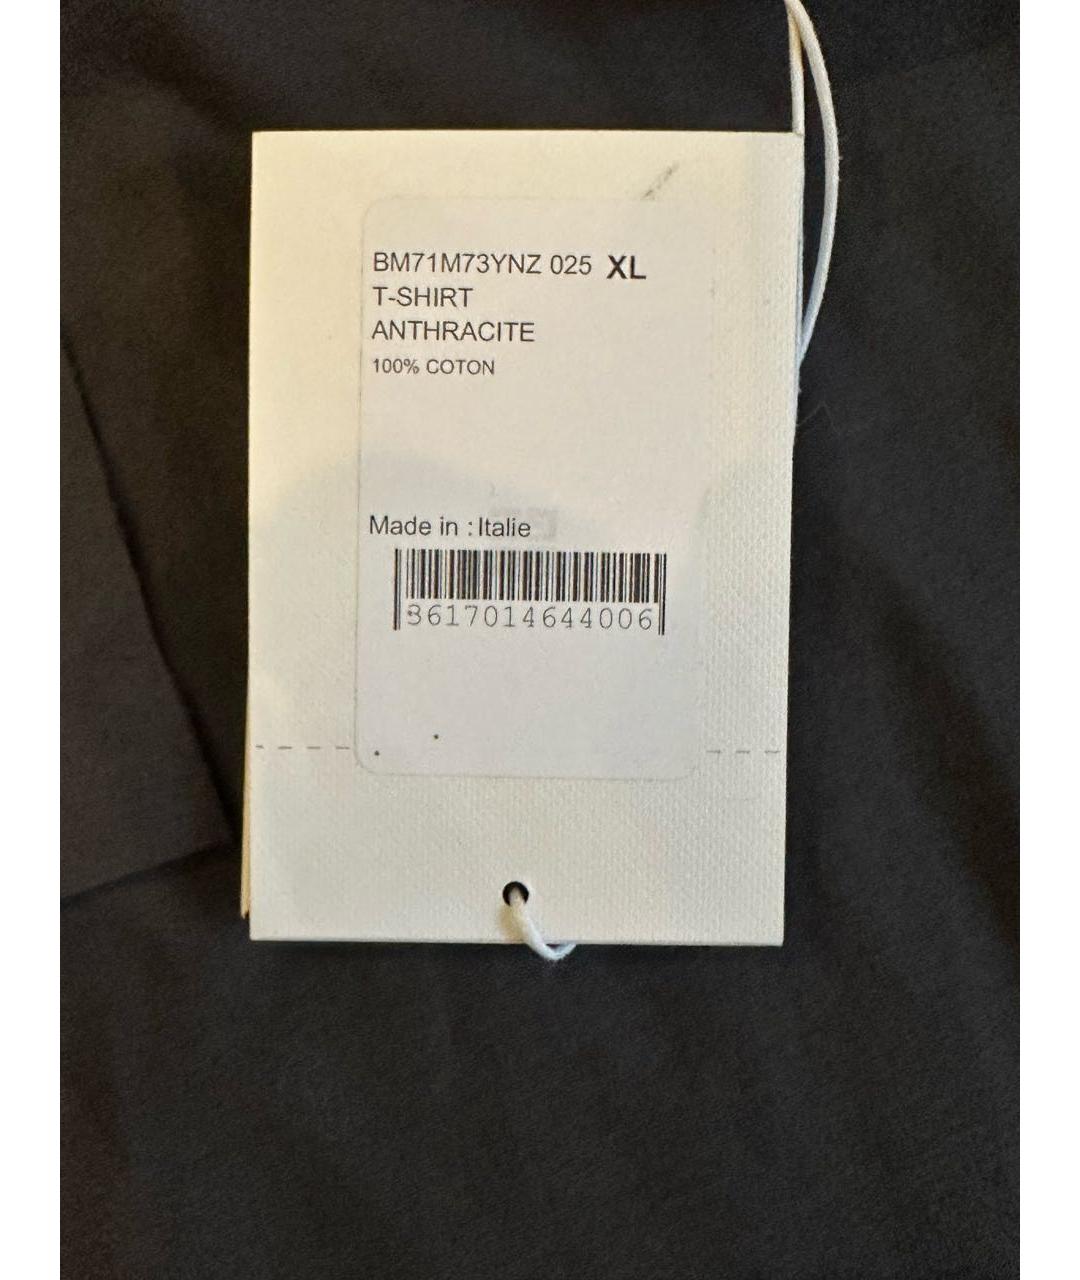 BM71M73YNZ 025 XL
T-SHIRT
ANTHRACITE
100% COTON
Made in : Italie
3617014644006